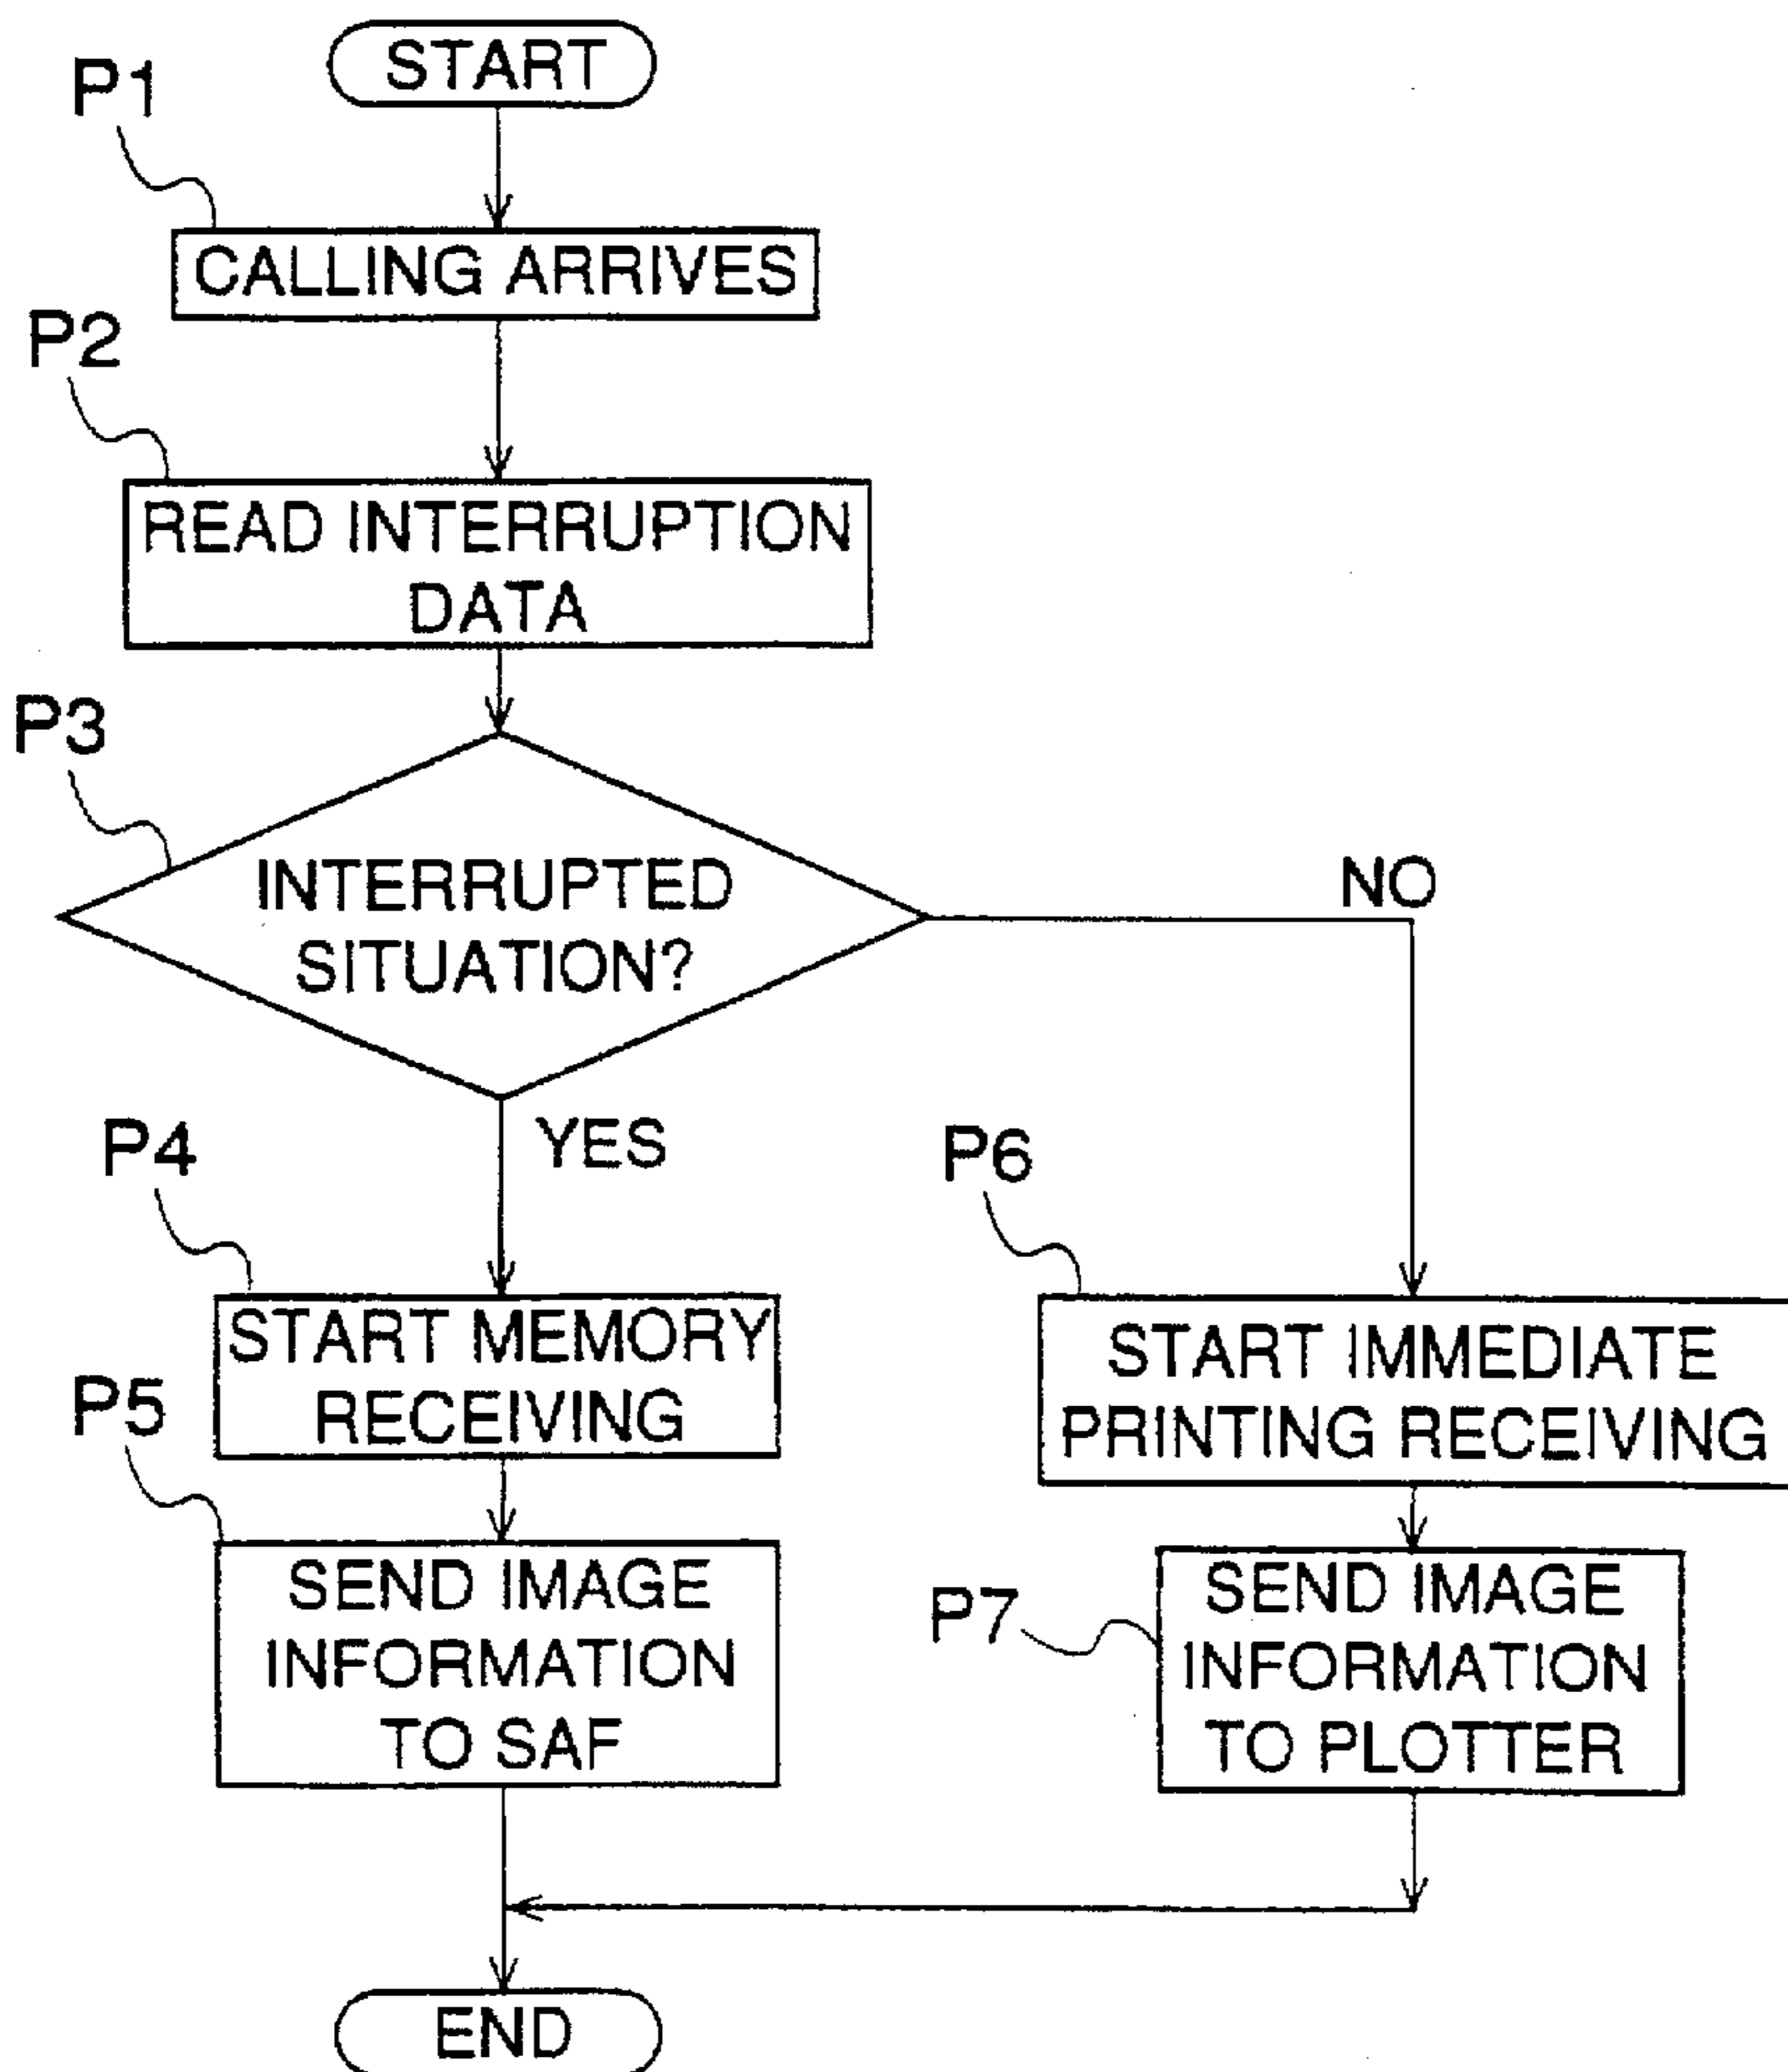 START
P1
CALLING ARRIVES
P2
READ INTERRUPTION
DATA
P3
INTERRUPTED
SITUATION?
NO
YES
P4
START MEMORY
RECEIVING
P6
START IMMEDIATE
PRINTING RECEIVING
P5
SEND IMAGE
INFORMATION
TO SAF
P7
SEND IMAGE
INFORMATION
TO PLOTTER
END